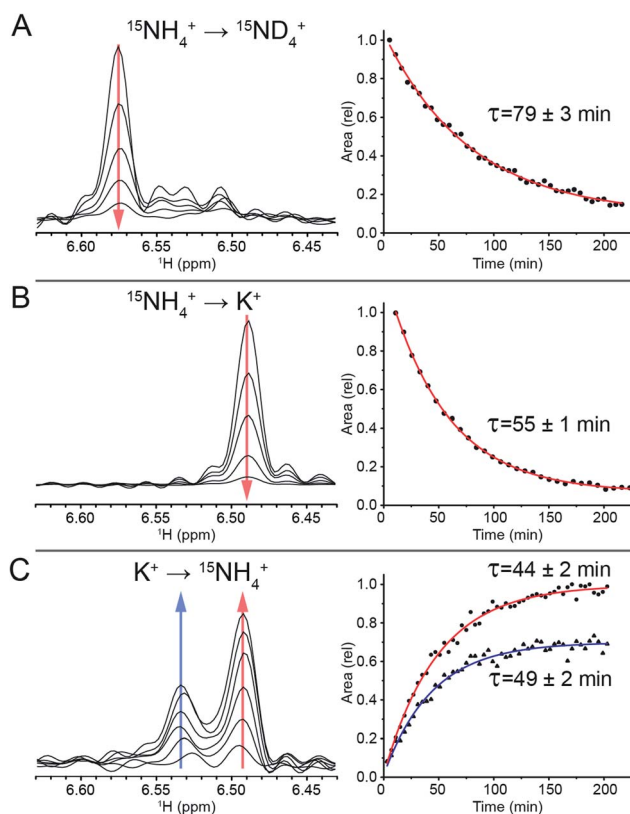 A
¹⁵NH₄⁺ → ¹⁵ND₄⁺
6.60 6.55 6.50 6.45
¹H (ppm)
Area (rel)
1.0
0.8
0.6
0.4
0.2
0.0
τ=79 ± 3 min
0 50 100 150 200
Time (min)
B
¹⁵NH₄⁺ → K⁺
6.60 6.55 6.50 6.45
¹H (ppm)
Area (rel)
1.0
0.8
0.6
0.4
0.2
0.0
τ=55 ± 1 min
0 50 100 150 200
Time (min)
C
K⁺ → ¹⁵NH₄⁺
6.60 6.55 6.50 6.45
¹H (ppm)
Area (rel)
1.0
0.8
0.6
0.4
0.2
0.0
τ=44 ± 2 min
τ=49 ± 2 min
0 50 100 150 200
Time (min)